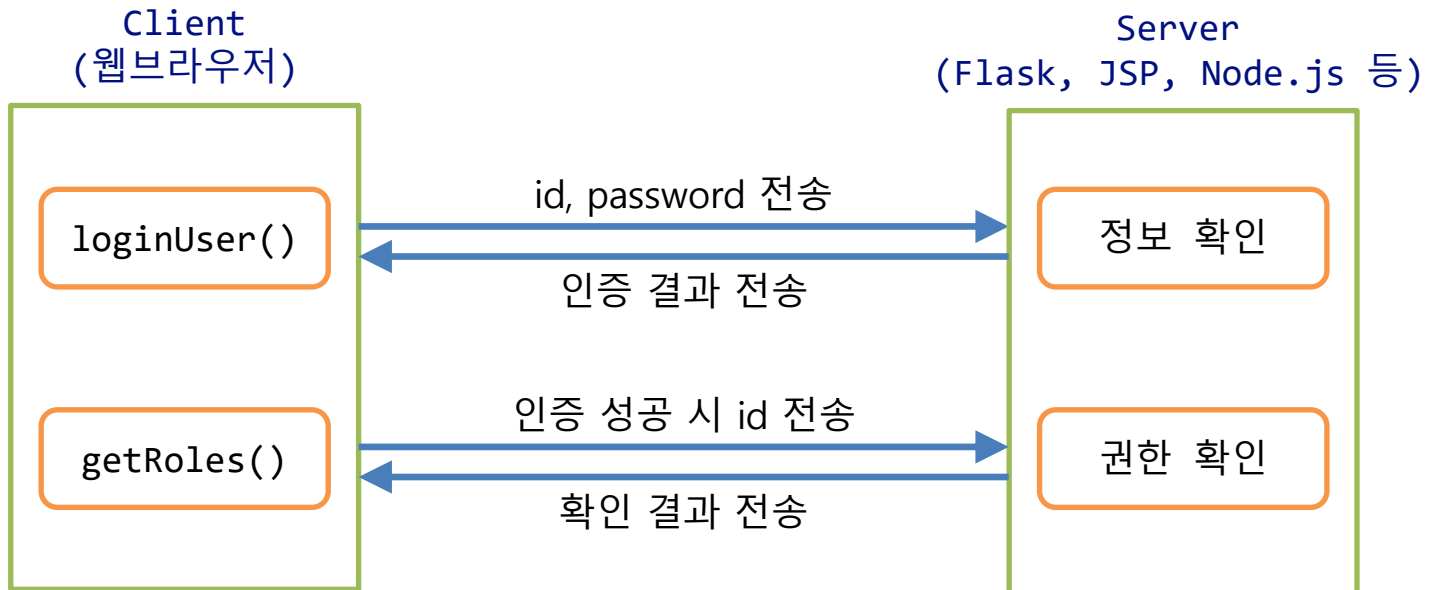 Client
(웹브라우저)
Server
(Flask, JSP, Node.js 등)
loginUser()
id, password 전송
인증 결과 전송
정보 확인
getRoles()
인증 성공 시 id 전송
확인 결과 전송
권한 확인